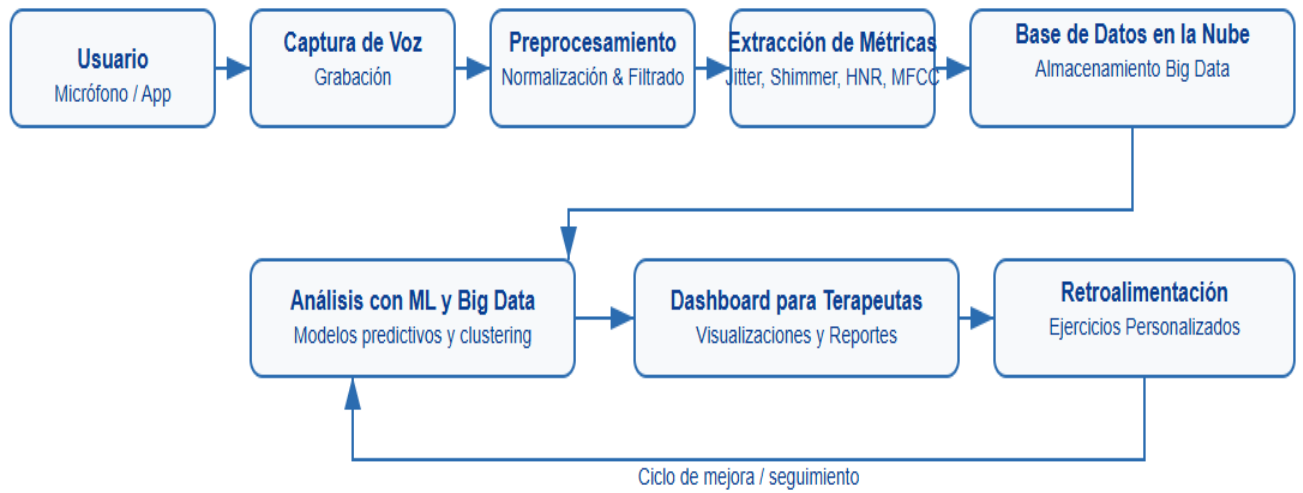 Usuario
Micrófono / App
Captura de Voz
Grabación
Preprocesamiento
Normalización & Filtrado
Extracción de Métricas
Jitter, Shimmer, HNR, MFCC
Base de Datos en la Nube
Almacenamiento Big Data
Análisis con ML y Big Data
Modelos predictivos y clustering
Dashboard para Terapeutas
Visualizaciones y Reportes
Retroalimentación
Ejercicios Personalizados
Ciclo de mejora / seguimiento